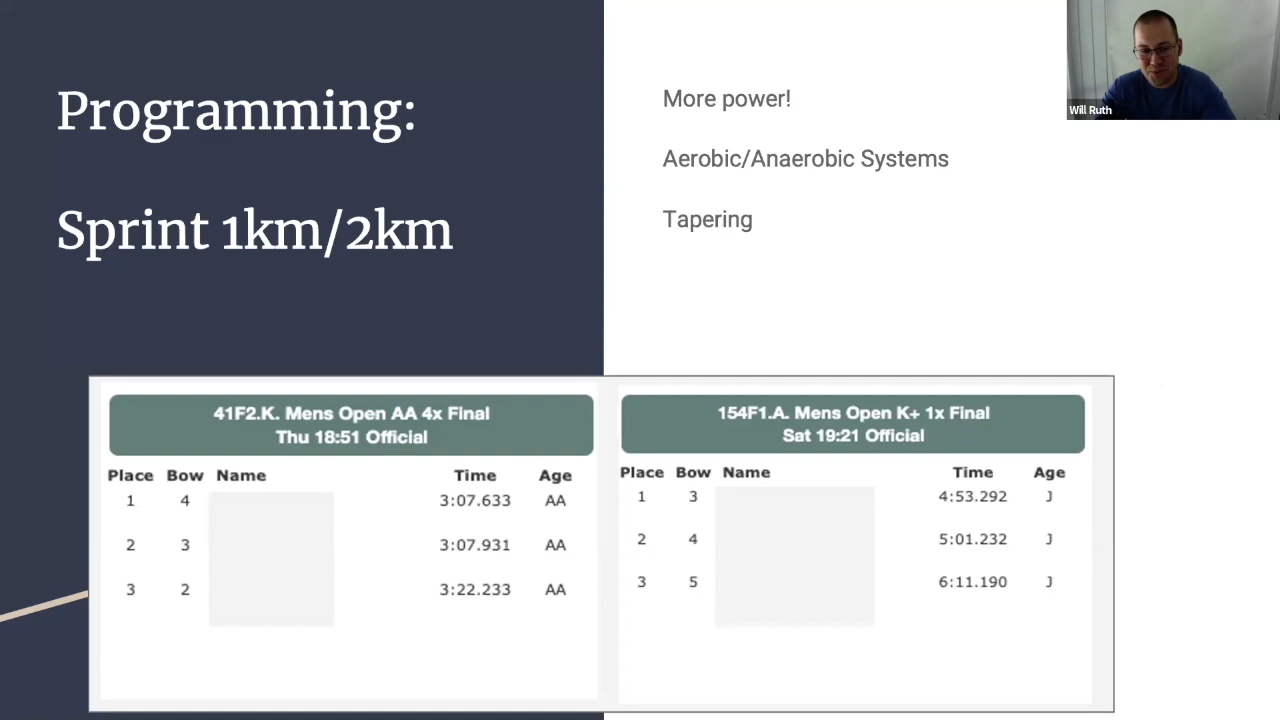 Programming:
Sprint 1km/2km
More power!
Aerobic/Anaerobic Systems
Tapering
Will Ruth
41F2.K. Mens Open AA 4x Final
Thu 18:51 Official
Place Bow Name Time Age
1 4 3:07.633 AA
2 3 3:07.931 AA
3 2 3:22.233 AA
154F1.A. Mens Open K+ 1x Final
Sat 19:21 Official
Place Bow Name Time Age
1 3 4:53.292 J
2 4 5:01.232 J
3 5 6:11.190 J